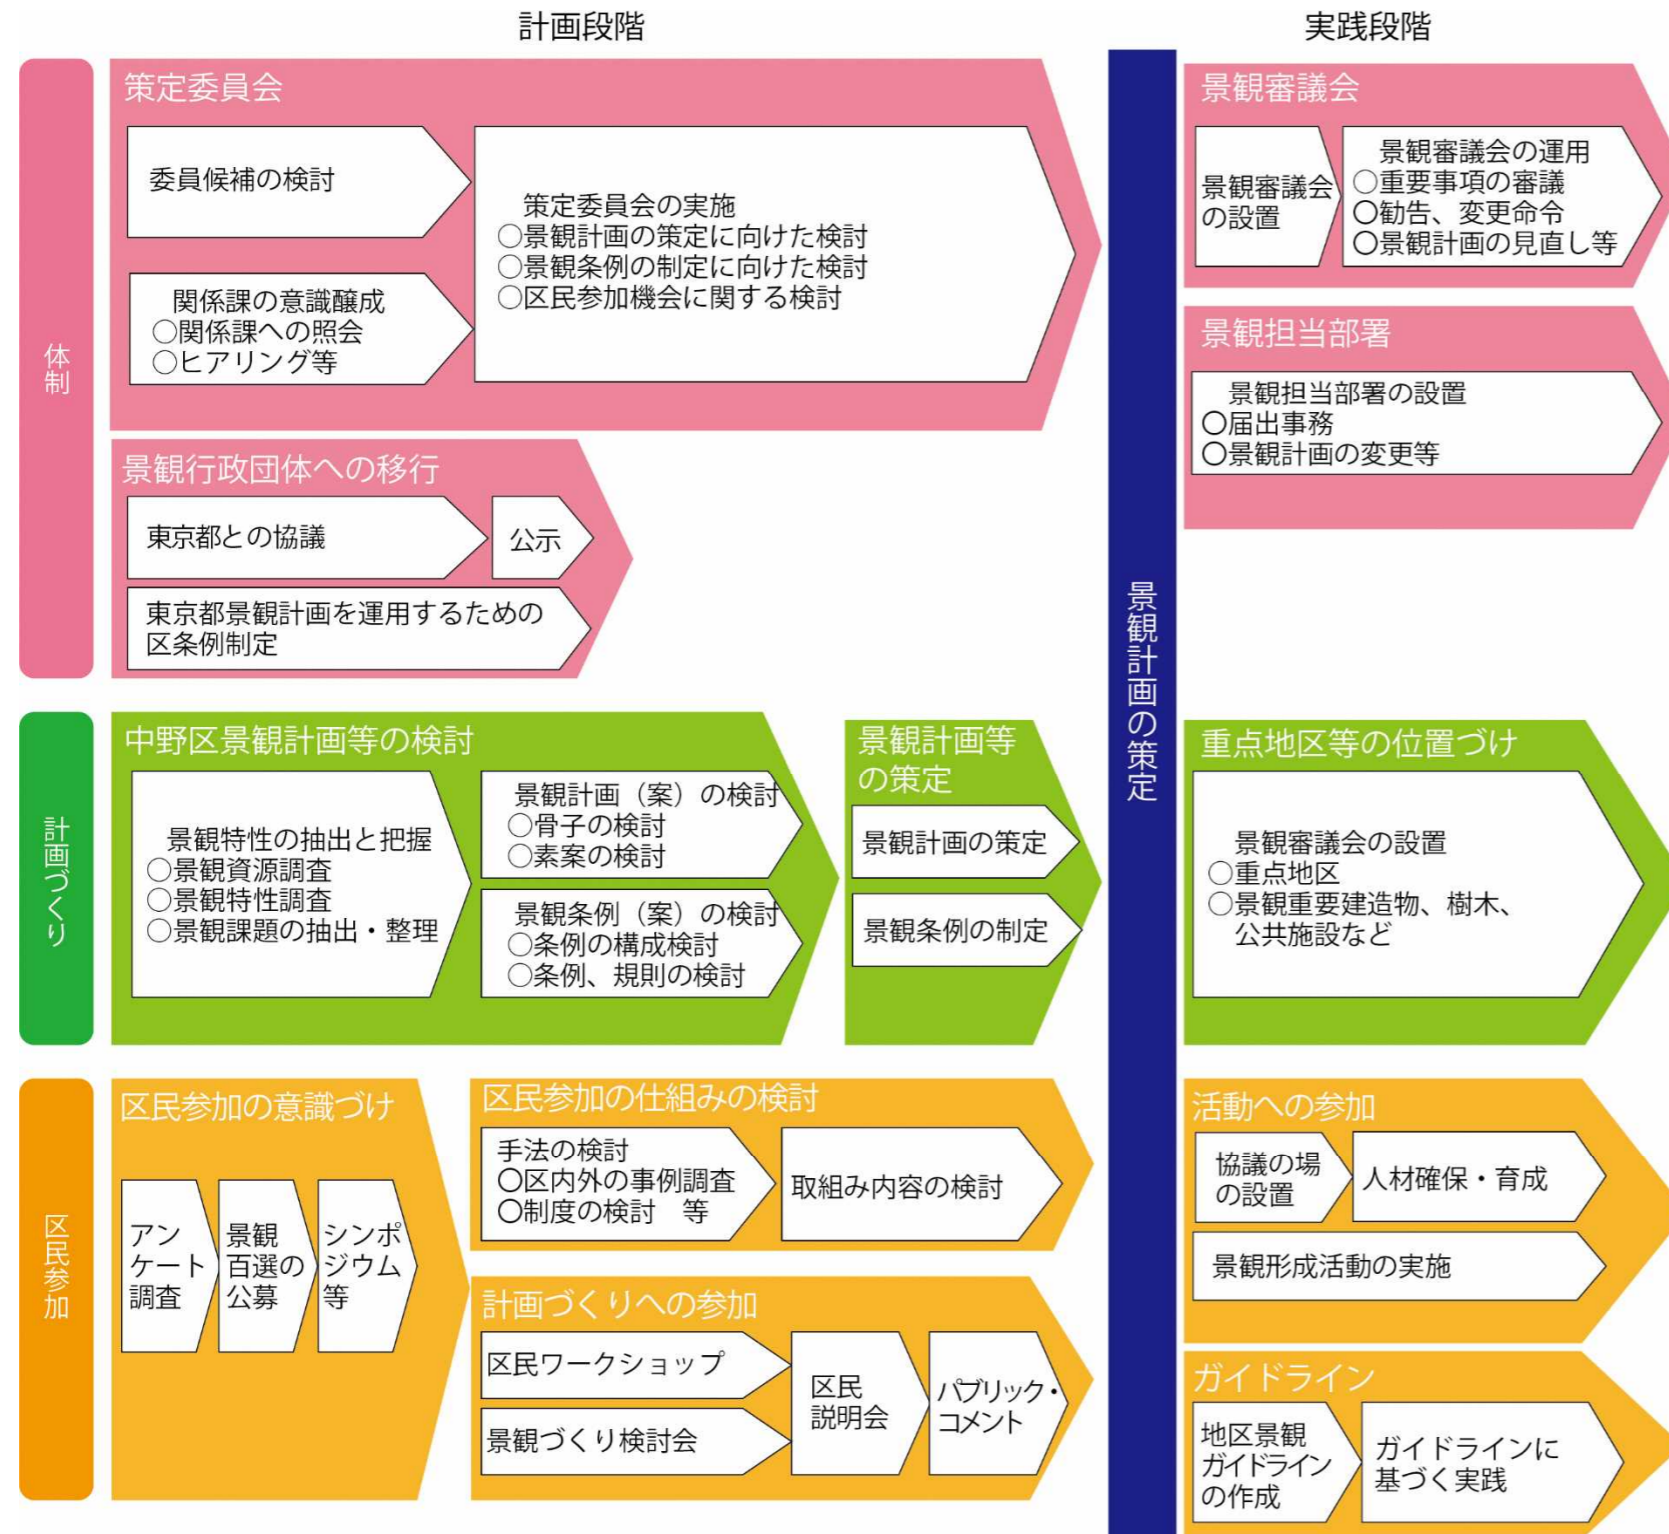 計画段階
実践段階
体制
策定委員会
委員候補の検討
関係課の意識醸成
○関係課への照会
○ヒアリング等
策定委員会の実施
○景観計画の策定に向けた検討
○景観条例の制定に向けた検討
○区民参加機会に関する検討
景観行政団体への移行
東京都との協議
公示
東京都景観計画を運用するための
区条例制定
計画づくり
中野区景観計画等の検討
景観特性の抽出と把握
○景観資源調査
○景観特性調査
○景観課題の抽出・整理
景観計画（案）の検討
○骨子の検討
○素案の検討
景観条例（案）の検討
○条例の構成検討
○条例、規則の検討
景観計画等
の策定
景観計画の策定
景観条例の制定
区民参加
区民参加の意識づけ
アン
ケート
調査
景観
百選の
公募
シンポ
ジウム
等
区民参加の仕組みの検討
手法の検討
○区内外の事例調査
○制度の検討　等
取組み内容の検討
計画づくりへの参加
区民ワークショップ
景観づくり検討会
区民
説明会
パブリック・
コメント
景観計画の策定
景観審議会
景観審議会
の設置
景観審議会の運用
○重要事項の審議
○勧告、変更命令
○景観計画の見直し等
景観担当部署
景観担当部署の設置
○届出事務
○景観計画の変更等
重点地区等の位置づけ
景観審議会の設置
○重点地区
○景観重要建造物、樹木、
公共施設など
活動への参加
協議の場
の設置
人材確保・育成
景観形成活動の実施
ガイドライン
地区景観
ガイドライン
の作成
ガイドラインに
基づく実践